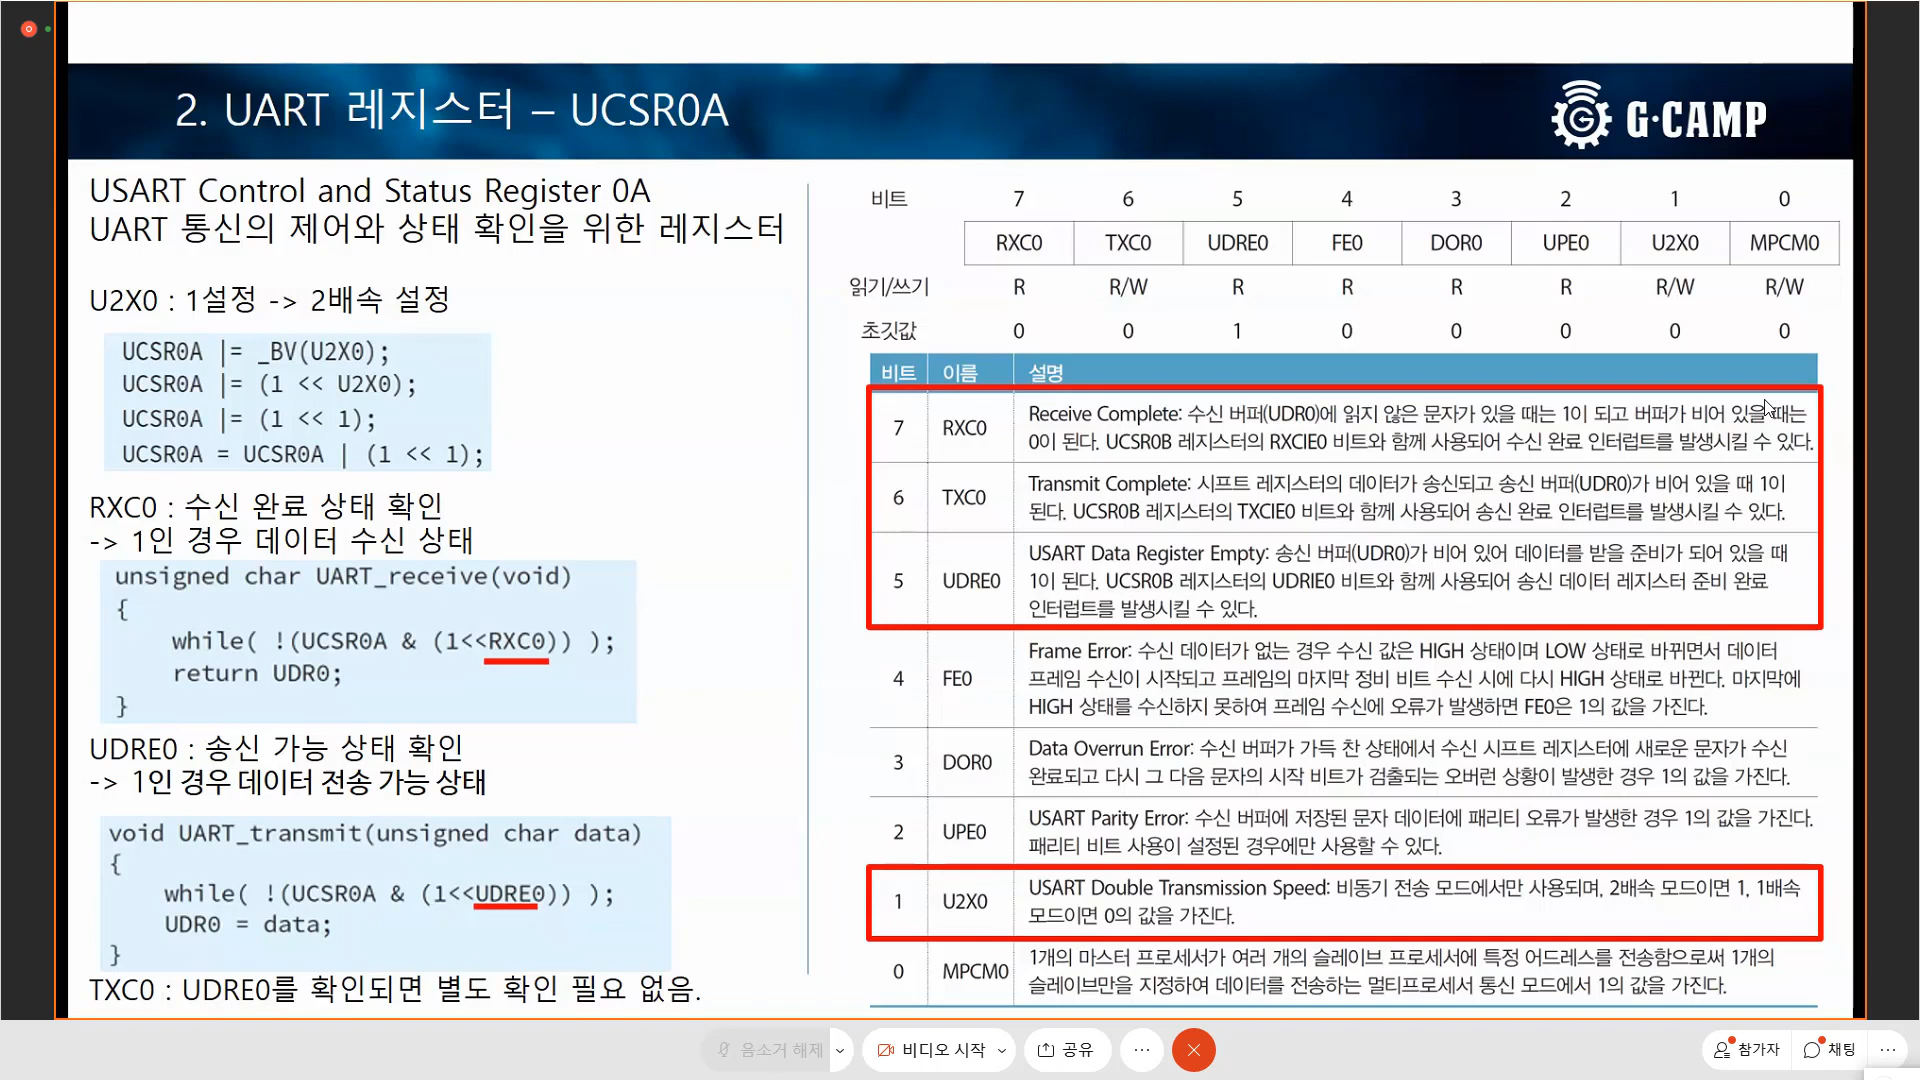 2. UART 레지스터 – UCSR0A
G·CAMP
USART Control and Status Register 0A
UART 통신의 제어와 상태 확인을 위한 레지스터
U2X0 : 1설정 -> 2배속 설정
UCSR0A |= _BV(U2X0);
UCSR0A |= (1 << U2X0);
UCSR0A |= (1 << 1);
UCSR0A = UCSR0A | (1 << 1);
RXC0 : 수신 완료 상태 확인
-> 1인 경우 데이터 수신 상태
unsigned char UART_receive(void)
{
while( !(UCSR0A & (1<<RXC0)) );
return UDR0;
}
UDRE0 : 송신 가능 상태 확인
-> 1인 경우 데이터 전송 가능 상태
void UART_transmit(unsigned char data)
{
while( !(UCSR0A & (1<<UDRE0)) );
UDR0 = data;
}
TXC0 : UDRE0를 확인되면 별도 확인 필요 없음.
비트 7 6 5 4 3 2 1 0
RXC0 TXC0 UDRE0 FE0 DOR0 UPE0 U2X0 MPCM0
읽기/쓰기 R R/W R R R R R/W R/W
초깃값 0 0 1 0 0 0 0 0
비트 이름 설명
7 RXC0 Receive Complete: 수신 버퍼(UDR0)에 읽지 않은 문자가 있을 때는 1이 되고 버퍼가 비어 있을 때는
0이 된다. UCSR0B 레지스터의 RXCIE0 비트와 함께 사용되어 수신 완료 인터럽트를 발생시킬 수 있다.
6 TXC0 Transmit Complete: 시프트 레지스터의 데이터가 송신되고 송신 버퍼(UDR0)가 비어 있을 때 1이
된다. UCSR0B 레지스터의 TXCIE0 비트와 함께 사용되어 송신 완료 인터럽트를 발생시킬 수 있다.
5 UDRE0 USART Data Register Empty: 송신 버퍼(UDR0)가 비어 있어 데이터를 받을 준비가 되어 있을 때
1이 된다. UCSR0B 레지스터의 UDRIE0 비트와 함께 사용되어 송신 데이터 레지스터 준비 완료
인터럽트를 발생시킬 수 있다.
4 FE0 Frame Error: 수신 데이터가 없는 경우 수신 값은 HIGH 상태이며 LOW 상태로 바뀌면서 데이터
프레임 수신이 시작되고 프레임의 마지막 정비 비트 수신 시에 다시 HIGH 상태로 바뀐다. 마지막에
HIGH 상태를 수신하지 못하여 프레임 수신에 오류가 발생하면 FE0은 1의 값을 가진다.
3 DOR0 Data Overrun Error: 수신 버퍼가 가득 찬 상태에서 수신 시프트 레지스터에 새로운 문자가 수신
완료되고 다시 그 다음 문자의 시작 비트가 검출되는 오버런 상황이 발생한 경우 1의 값을 가진다.
2 UPE0 USART Parity Error: 수신 버퍼에 저장된 문자 데이터에 패리티 오류가 발생한 경우 1의 값을 가진다.
패리티 비트 사용이 설정된 경우에만 사용할 수 있다.
1 U2X0 USART Double Transmission Speed: 비동기 전송 모드에서만 사용되며, 2배속 모드이면 1, 1배속
모드이면 0의 값을 가진다.
0 MPCM0 1개의 마스터 프로세서가 여러 개의 슬레이브 프로세서에 특정 어드레스를 전송함으로써 1개의
슬레이브만을 지정하여 데이터를 전송하는 멀티프로세서 통신 모드에서 1의 값을 가진다.
음소거 해제 비디오 시작 공유 참가자 채팅